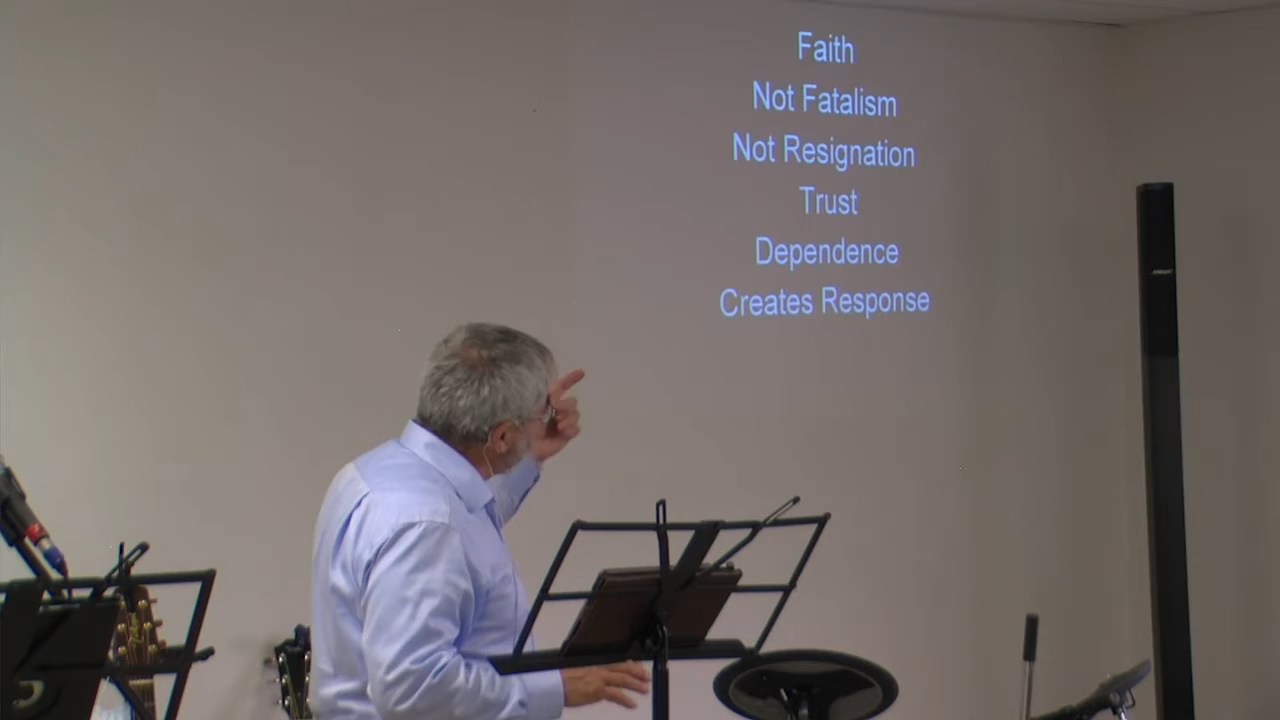 Faith
Not Fatalism
Not Resignation
Trust
Dependence
Creates Response